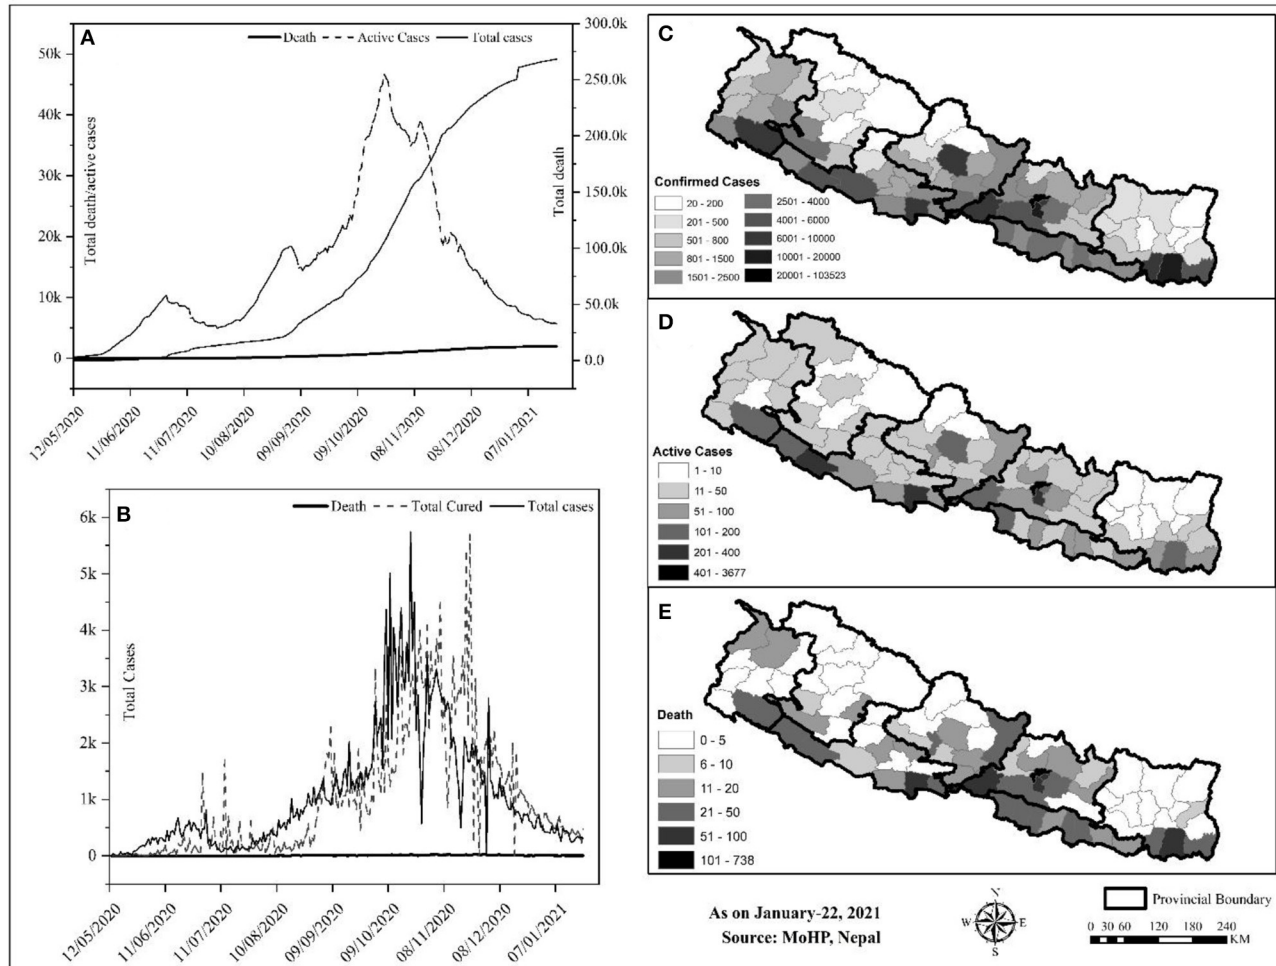 A
Death Active Cases Total cases
300.0k
250.0k
200.0k
150.0k
100.0k
50.0k
0.0
50k
40k
30k
20k
10k
0
Total death/active cases
Total death
12/05/2020
11/06/2020
11/07/2020
10/08/2020
09/09/2020
09/10/2020
08/11/2020
08/12/2020
07/01/2021
B
Death Total Cured Total cases
6k
5k
4k
3k
2k
1k
0
Total Cases
12/05/2020
11/06/2020
11/07/2020
10/08/2020
09/09/2020
09/10/2020
08/11/2020
08/12/2020
07/01/2021
C
Confirmed Cases
20 - 200
201 - 500
501 - 800
801 - 1500
1501 - 2500
2501 - 4000
4001 - 6000
6001 - 10000
10001 - 20000
20001 - 103523
D
Active Cases
1 - 10
11 - 50
51 - 100
101 - 200
201 - 400
401 - 3677
E
Death
0 - 5
6 - 10
11 - 20
21 - 50
51 - 100
101 - 738
As on January-22, 2021
Source: MoHP, Nepal
N
W E
S
Provincial Boundary
0 30 60 120 180 240
KM